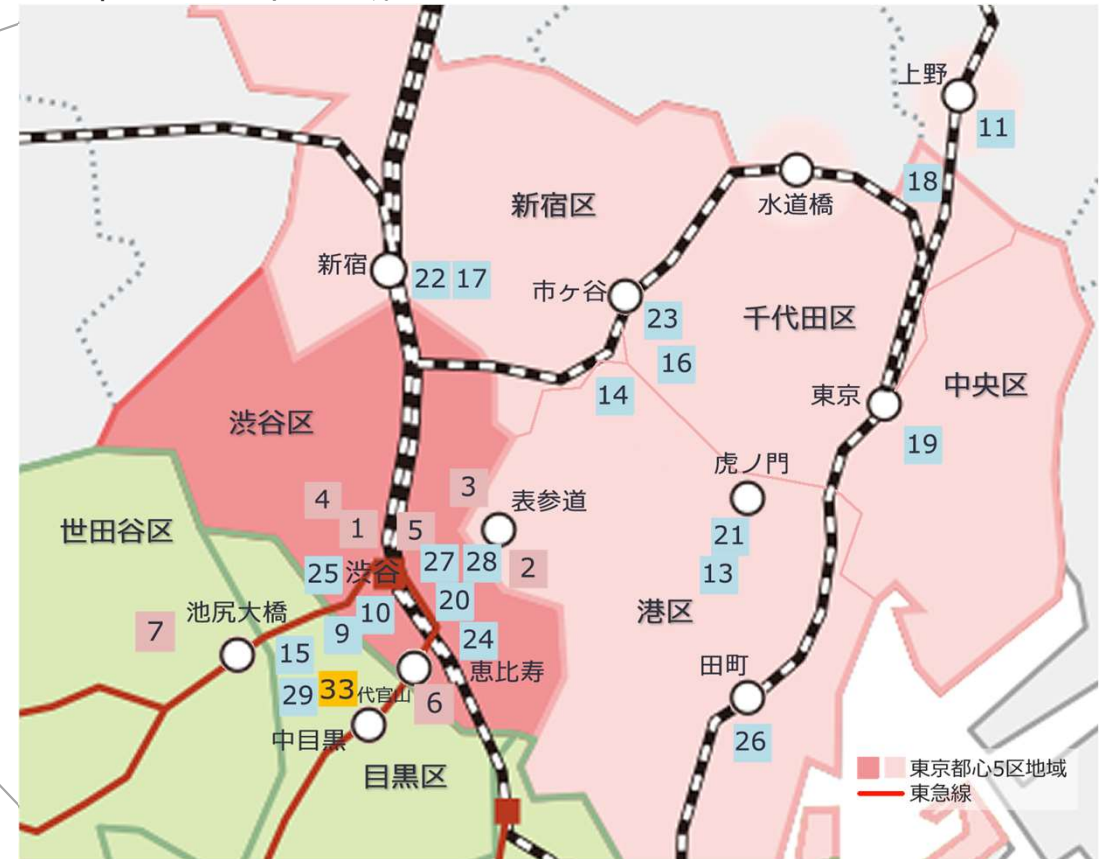 上野
11
18
水道橋
新宿区
新宿
22 17
市ヶ谷
23
千代田区
16
14
東京
中央区
19
渋谷区
虎ノ門
3
表参道
4
1
5
21
世田谷区
25
渋谷
27
28
2
13
20
池尻大橋
10
港区
7
9
24
15
恵比寿
田町
29
33
代官山
6
中目黒
26
目黒区
東京都心5区地域
東急線